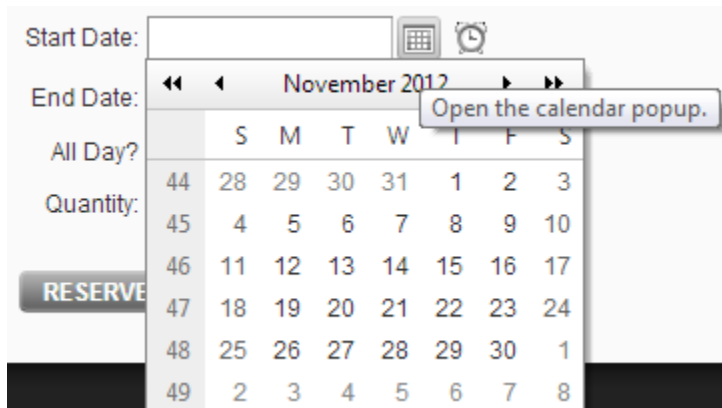 Start Date:
End Date:
All Day?
Quantity:
RESERVE
November 2012
Open the calendar popup.
S M T W T F S
44 28 29 30 31 1 2 3
45 4 5 6 7 8 9 10
46 11 12 13 14 15 16 17
47 18 19 20 21 22 23 24
48 25 26 27 28 29 30 1
49 2 3 4 5 6 7 8